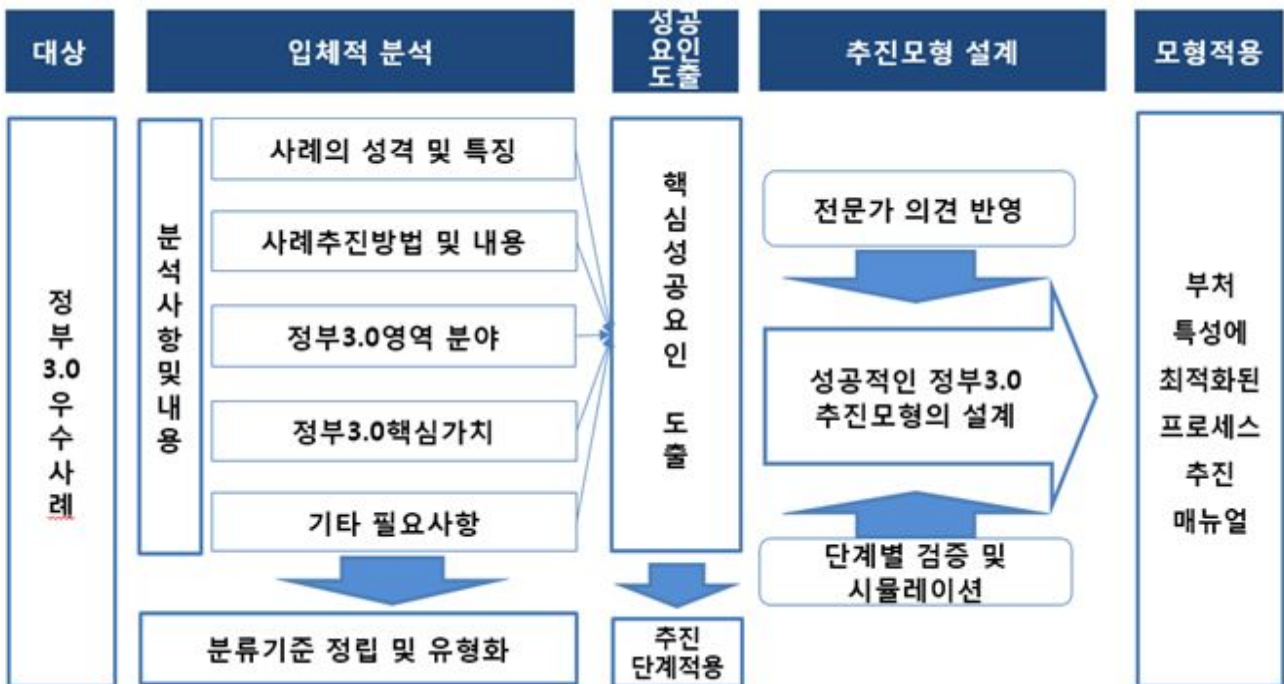 대상
입체적 분석
성공
요인
도출
추진모형 설계
모형적용
정
부
3.0
우
수
사
례
분
석
사
항
및
내
용
사례의 성격 및 특징
사례추진방법 및 내용
정부3.0영역 분야
정부3.0핵심가치
기타 필요사항
분류기준 정립 및 유형화
핵
심
성
공
요
인
도
출
추진
단계적용
전문가 의견 반영
성공적인 정부3.0
추진모형의 설계
단계별 검증 및
시뮬레이션
부처
특성에
최적화된
프로세스
추진
매뉴얼